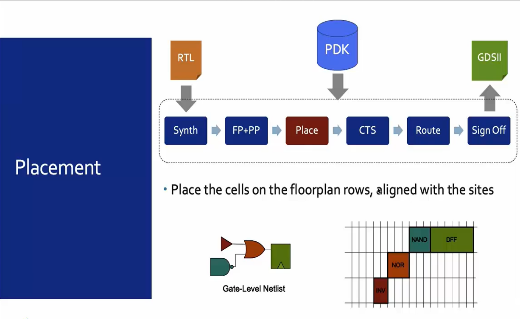 PDK
RTL
GDSII
Synth
FP+PP
Place
CTS
Route
Sign Off
Placement
• Place the cells on the floorplan rows, aligned with the sites
NAND
DFF
NOR
INV
Gate-Level Netlist